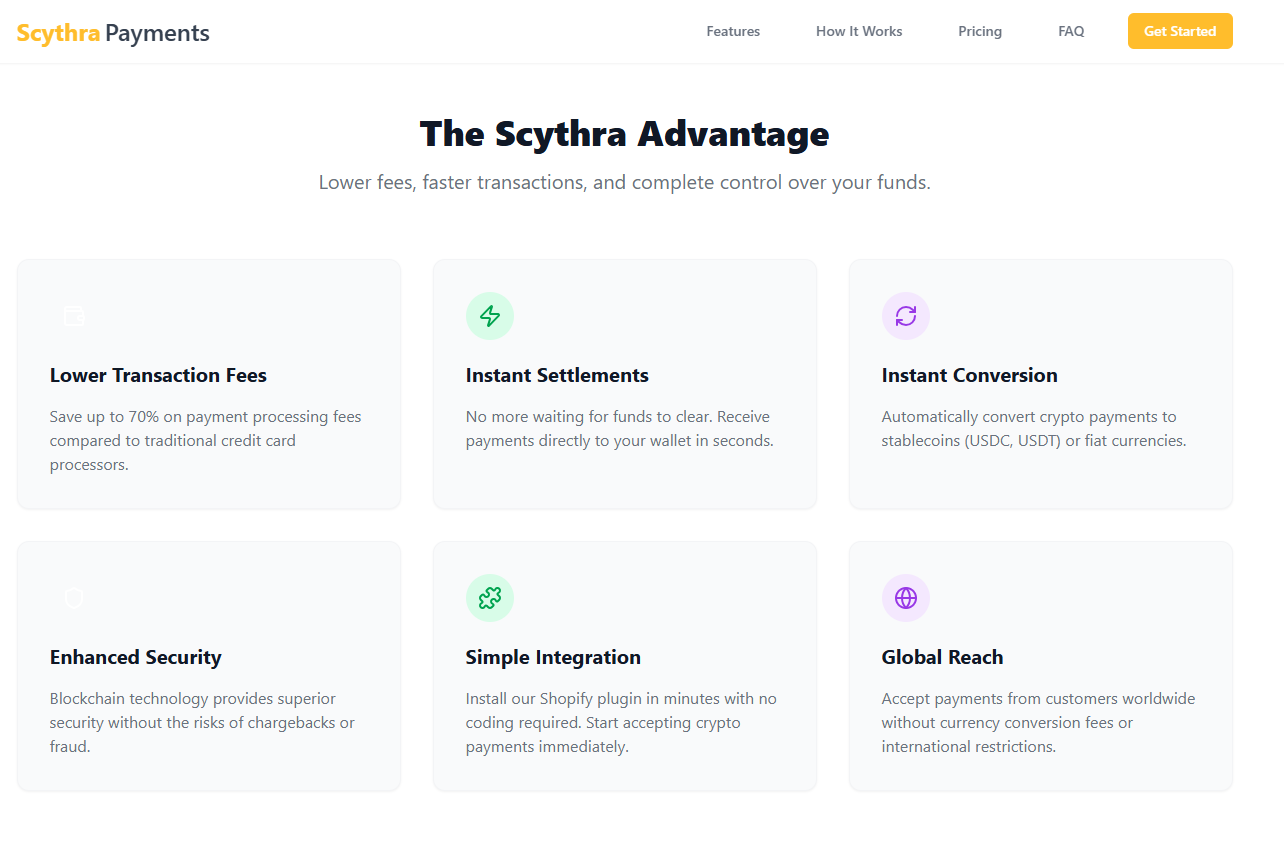 Scythra Payments
Features
How It Works
Pricing
FAQ
Get Started
The Scythra Advantage
Lower fees, faster transactions, and complete control over your funds.
Lower Transaction Fees
Save up to 70% on payment processing fees
compared to traditional credit card
processors.
Instant Settlements
No more waiting for funds to clear. Receive
payments directly to your wallet in seconds.
Instant Conversion
Automatically convert crypto payments to
stablecoins (USDC, USDT) or fiat currencies.
Enhanced Security
Blockchain technology provides superior
security without the risks of chargebacks or
fraud.
Simple Integration
Install our Shopify plugin in minutes with no
coding required. Start accepting crypto
payments immediately.
Global Reach
Accept payments from customers worldwide
without currency conversion fees or
international restrictions.